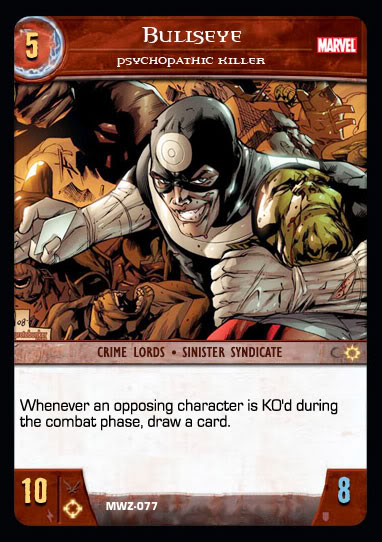 5
BULLSEYE
PSYCHOPATHIC KILLER
MARVEL
CRIME LORDS • SINISTER SYNDICATE
C
Whenever an opposing character is KO'd during
the combat phase, draw a card.
10
MWZ-077
8